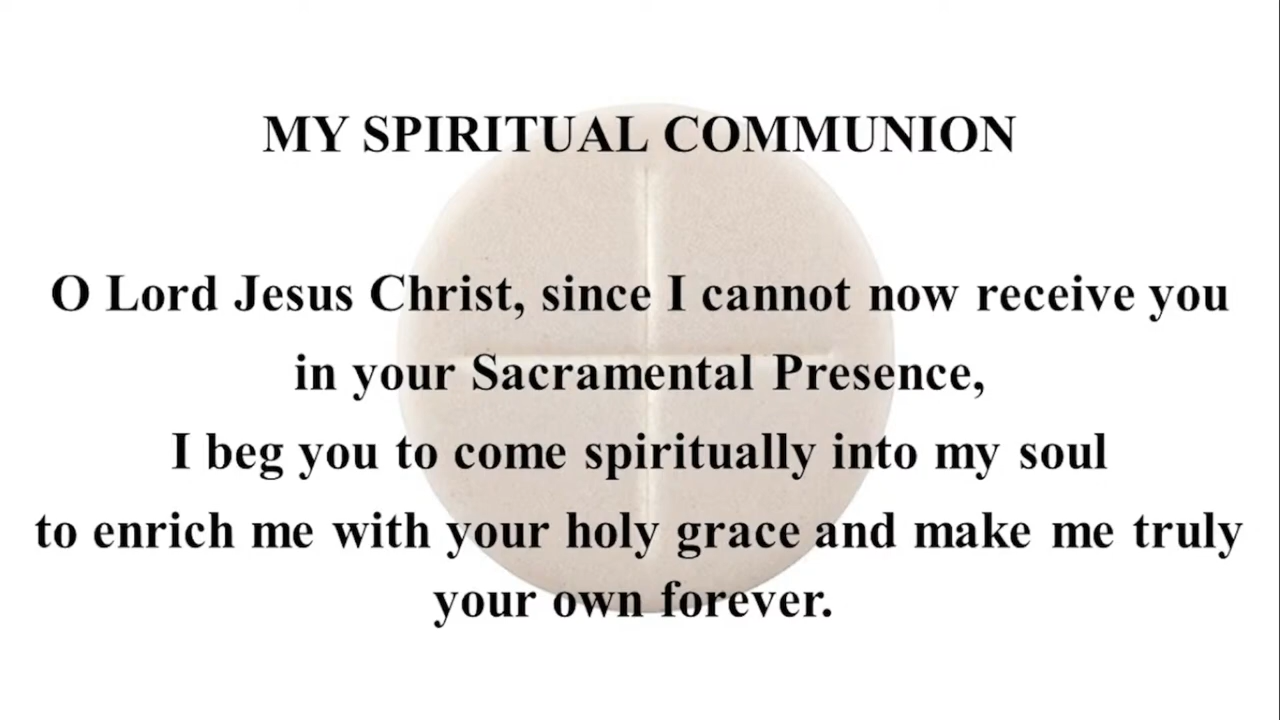 MY SPIRITUAL COMMUNION
O Lord Jesus Christ, since I cannot now receive you
in your Sacramental Presence,
I beg you to come spiritually into my soul
to enrich me with your holy grace and make me truly
your own forever.